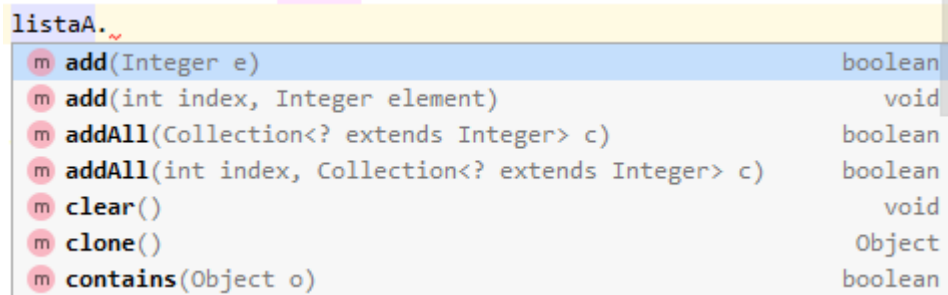 listaA.
m add(Integer e) boolean
m add(int index, Integer element) void
m addAll(Collection<? extends Integer> c) boolean
m addAll(int index, Collection<? extends Integer> c) boolean
m clear() void
m clone() Object
m contains(Object o) boolean